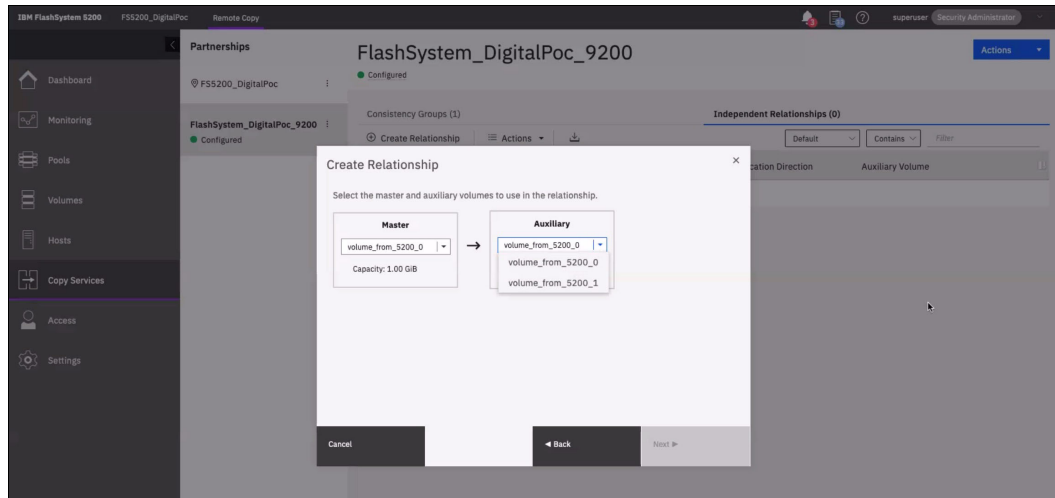 IBM FlashSystem 5200 FS5200_DigitalPoc Remote Copy superuser Security Administrator
Partnerships
FlashSystem_DigitalPoc_9200
Actions
Configured
Dashboard
FS5200_DigitalPoc
Monitoring
FlashSystem_DigitalPoc_9200
Configured
Consistency Groups (1)
Independent Relationships (0)
Create Relationship Actions
Default Contains Filter
Pools
Create Relationship
cation Direction Auxiliary Volume
Select the master and auxiliary volumes to use in the relationship.
Volumes
Master Auxiliary
Hosts
volume_from_5200_0 volume_from_5200_0
Capacity: 1.00 GiB
volume_from_5200_0
volume_from_5200_1
Copy Services
Access
Settings
Cancel Back Next